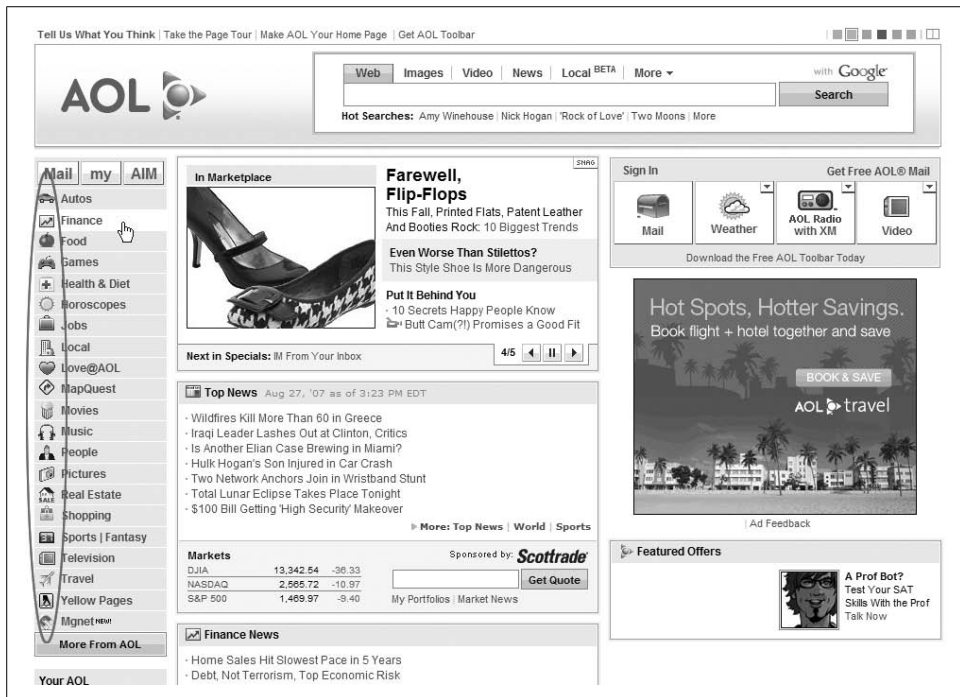 Tell Us What You Think | Take the Page Tour | Make AOL Your Home Page | Get AOL Toolbar
AOL
Web Images | Video | News | Local BETA | More
with Google
Search
Hot Searches: Amy Winehouse | Nick Hogan | 'Rock of Love' | Two Moons | More
Mail my AIM
Autos
Finance
Food
Games
Health & Diet
Horoscopes
Jobs
Local
Love@AOL
MapQuest
Movies
Music
People
Pictures
Real Estate
Shopping
Sports | Fantasy
Television
Travel
Yellow Pages
Mgnet NEW!
More From AOL
Your AOL
SHAG
In Marketplace
Farewell,
Flip-Flops
This Fall, Printed Flats, Patent Leather
And Booties Rock: 10 Biggest Trends
Even Worse Than Stilettos?
This Style Shoe Is More Dangerous
Put It Behind You
· 10 Secrets Happy People Know
Butt Cam(?!) Promises a Good Fit
Next in Specials: IM From Your Inbox
4/5
Top News Aug 27, '07 as of 3:23 PM EDT
· Wildfires Kill More Than 60 in Greece
· Iraqi Leader Lashes Out at Clinton, Critics
· Is Another Elian Case Brewing in Miami?
· Hulk Hogan's Son Injured in Car Crash
· Two Network Anchors Join in Wristband Stunt
· Total Lunar Eclipse Takes Place Tonight
· $100 Bill Getting 'High Security' Makeover
More: Top News | World | Sports
Markets
DJIA 13,342.54 -36.33
NASDAQ 2,565.72 -10.97
S&P 500 1,469.97 -9.40
Sponsored by: Scottrade
Get Quote
My Portfolios | Market News
Finance News
· Home Sales Hit Slowest Pace in 5 Years
· Debt, Not Terrorism, Top Economic Risk
Sign In Get Free AOL® Mail
Mail
Weather
AOL Radio
with XM
Video
Download the Free AOL Toolbar Today
Hot Spots, Hotter Savings.
Book flight + hotel together and save
BOOK & SAVE
AOL travel
| Ad Feedback
Featured Offers
A Prof Bot?
Test Your SAT
Skills With the Prof
Talk Now